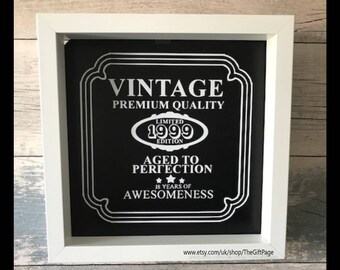 VINTAGE
PREMIUM QUALITY
LIMITED
1999
EDITION
AGED TO
PERFECTION
18 YEARS OF
AWESOMENESS
www.etsy.com/uk/shop/TheGiftPage